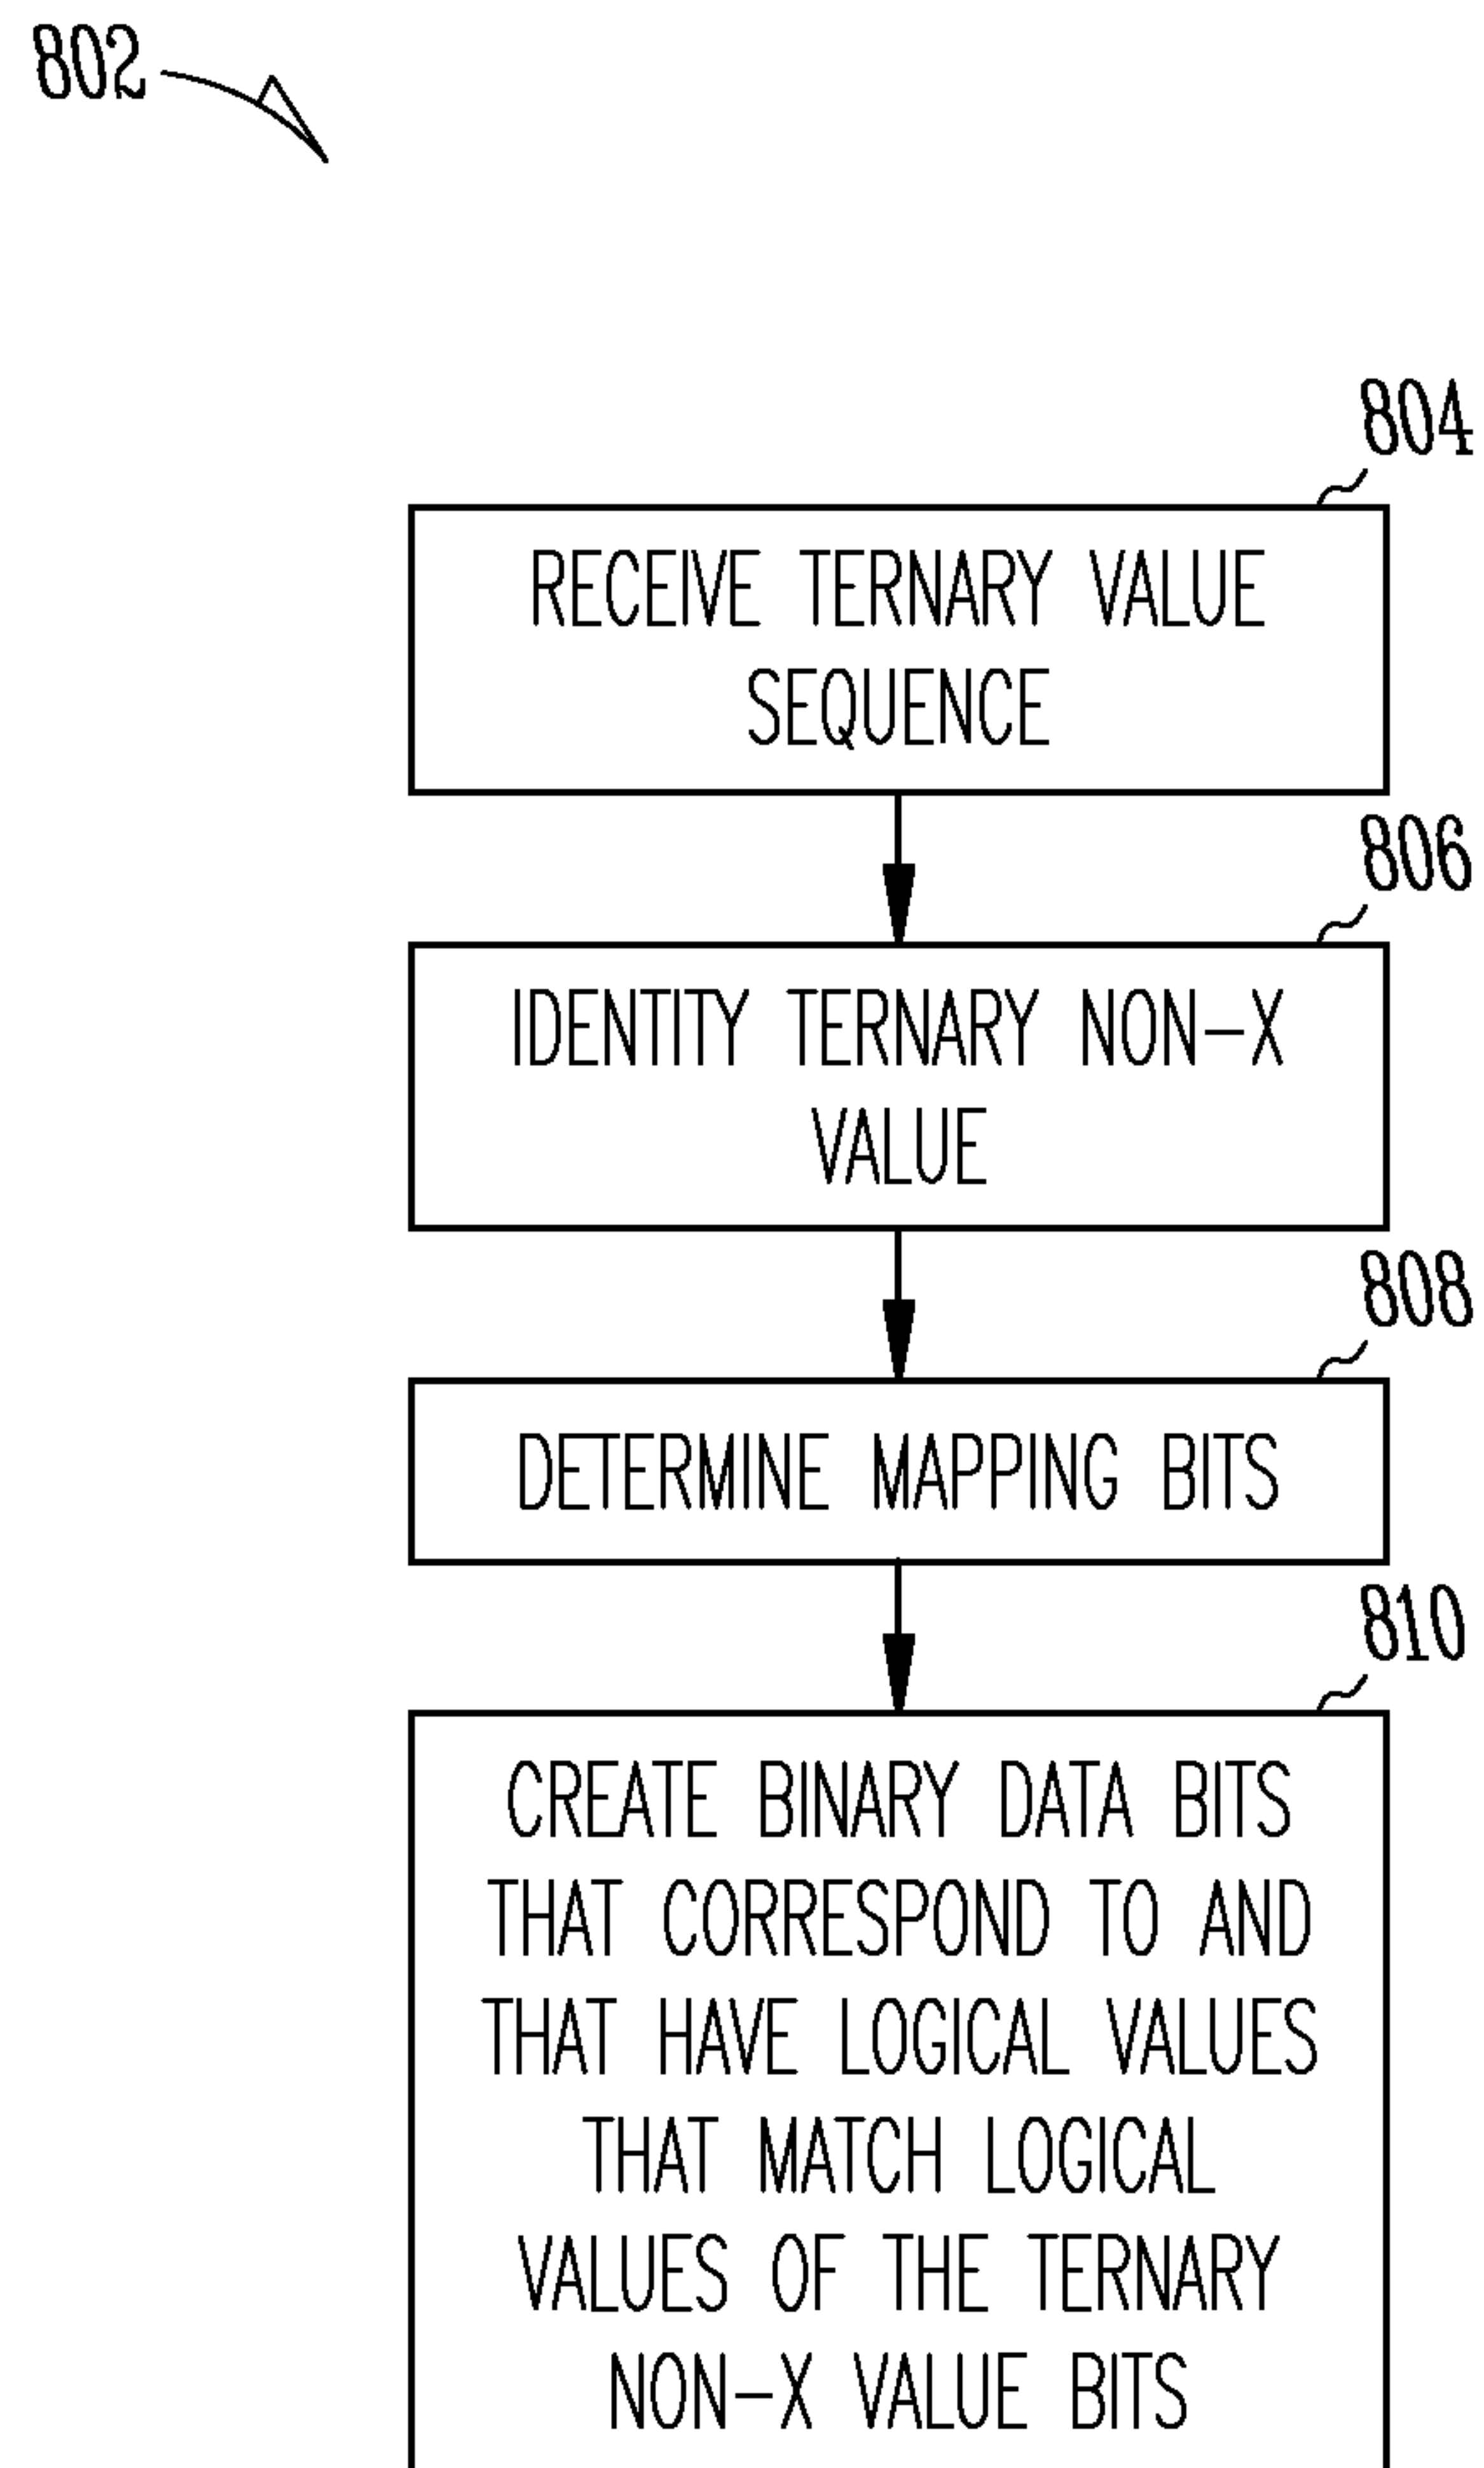 802
804
RECEIVE TERNARY VALUE
SEQUENCE
806
IDENTITY TERNARY NON-X
VALUE
808
DETERMINE MAPPING BITS
810
CREATE BINARY DATA BITS
THAT CORRESPOND TO AND
THAT HAVE LOGICAL VALUES
THAT MATCH LOGICAL
VALUES OF THE TERNARY
NON-X VALUE BITS